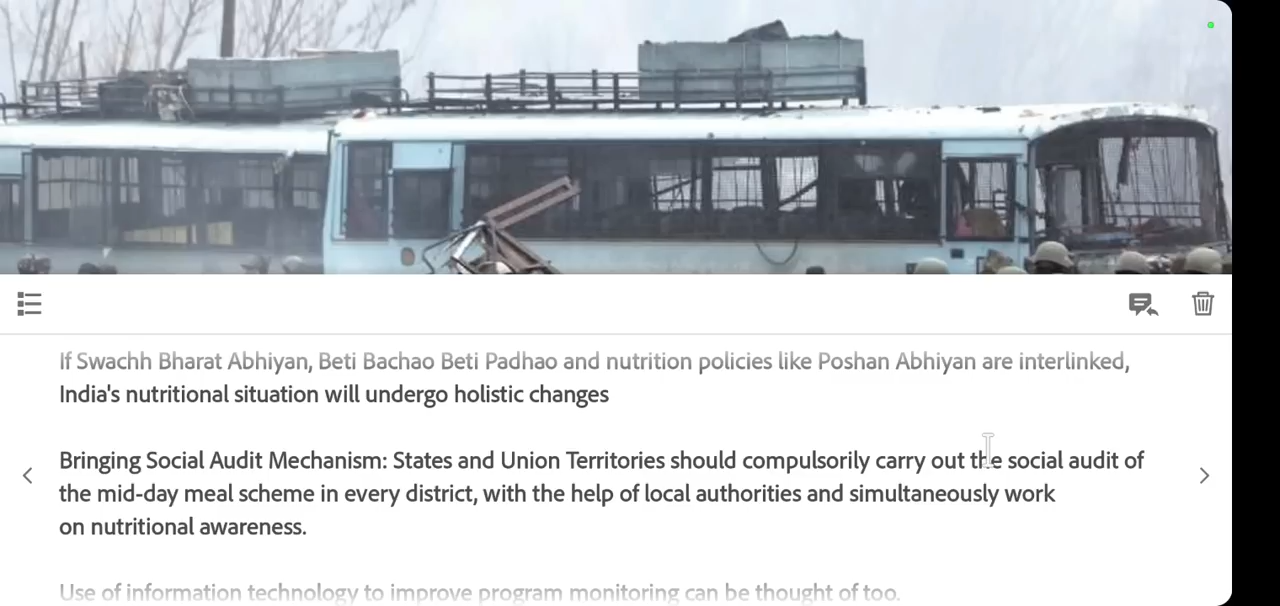 If Swachh Bharat Abhiyan, Beti Bachao Beti Padhao and nutrition policies like Poshan Abhiyan are interlinked,
India's nutritional situation will undergo holistic changes
Bringing Social Audit Mechanism: States and Union Territories should compulsorily carry out the social audit of
the mid-day meal scheme in every district, with the help of local authorities and simultaneously work
on nutritional awareness.
Use of information technology to improve program monitoring can be thought of too.